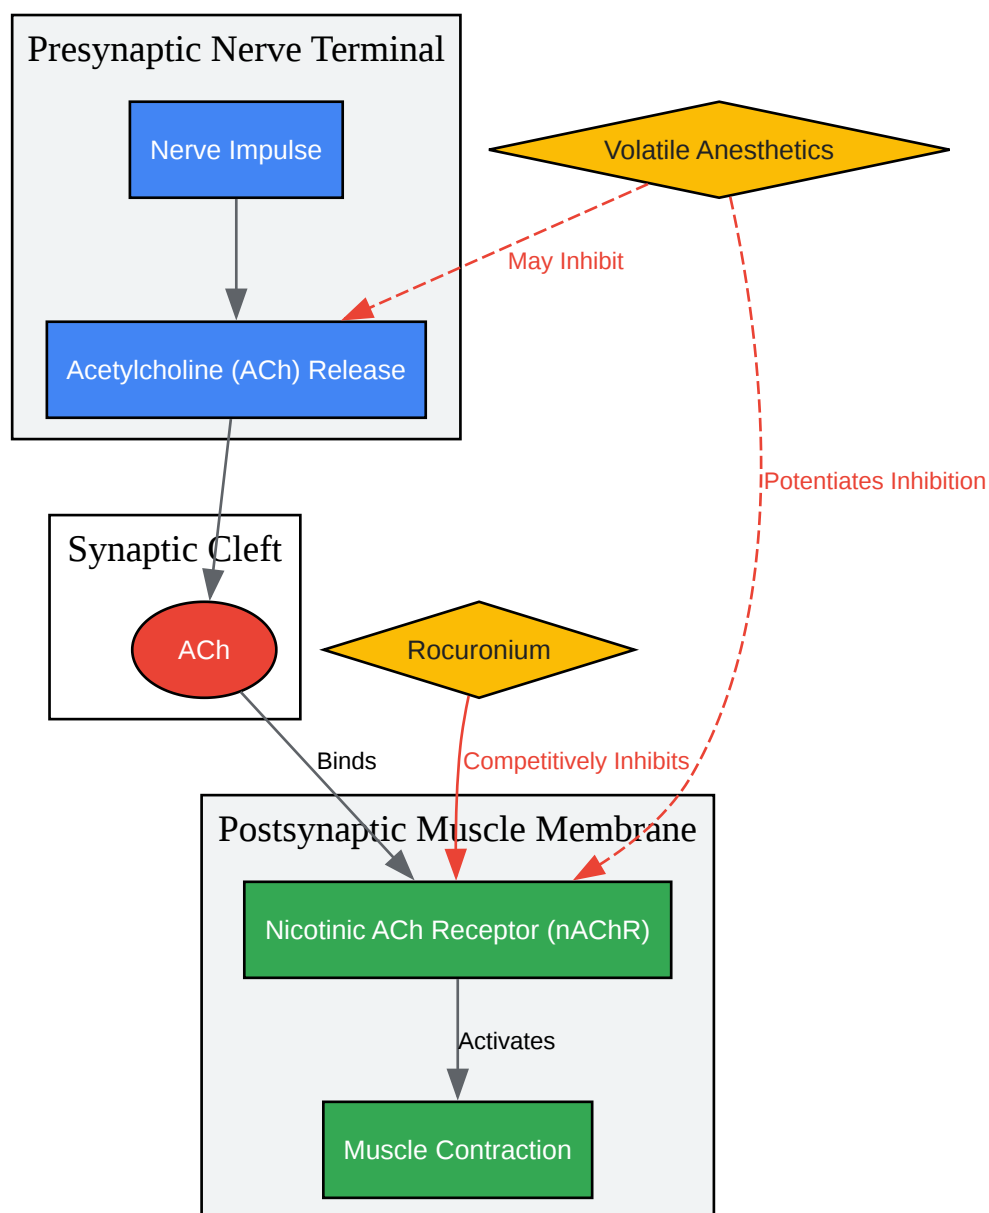 Presynaptic Nerve Terminal
Nerve Impulse
Volatile Anesthetics
May Inhibit
Acetylcholine (ACh) Release
Potentiates Inhibition
Synaptic Cleft
ACh
Rocuronium
Binds
Competitively Inhibits
Postsynaptic Muscle Membrane
Nicotinic ACh Receptor (nAChR)
Activates
Muscle Contraction